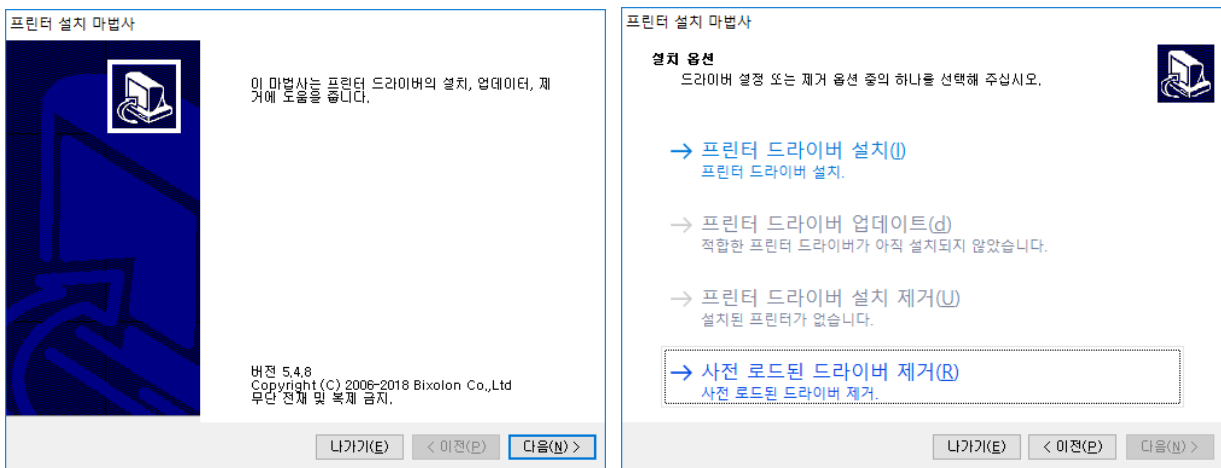 프린터 설치 마법사
이 마법사는 프린터 드라이버의 설치, 업데이터, 제
거에 도움을 줍니다.
버전 5.4.8
Copyright (C) 2006-2018 Bixolon Co.,Ltd
무단 전재 및 복제 금지.
나가기(E)
< 이전(P)
다음(N) >
프린터 설치 마법사
설치 옵션
드라이버 설정 또는 제거 옵션 중의 하나를 선택해 주십시오.
→ 프린터 드라이버 설치(I)
프린터 드라이버 설치.
→ 프린터 드라이버 업데이트(d)
적합한 프린터 드라이버가 아직 설치되지 않았습니다.
→ 프린터 드라이버 설치 제거(U)
설치된 프린터가 없습니다.
→ 사전 로드된 드라이버 제거(R)
사전 로드된 드라이버 제거.
나가기(E)
< 이전(P)
다음(N) >